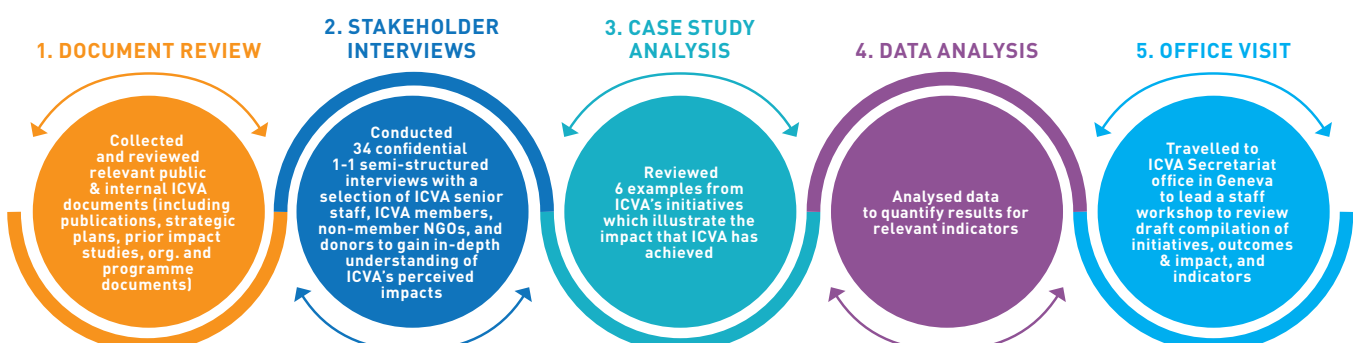 1. DOCUMENT REVIEW
Collected
and reviewed
relevant public
& internal ICVA
documents (including
publications, strategic
plans, prior impact
studies, org. and
programme
documents)
2. STAKEHOLDER
INTERVIEWS
Conducted
34 confidential
1-1 semi-structured
interviews with a
selection of ICVA senior
staff, ICVA members,
non-member NGOs, and
donors to gain in-depth
understanding of
ICVA's perceived
impacts
3. CASE STUDY
ANALYSIS
Reviewed
6 examples from
ICVA's initiatives
which illustrate the
impact that ICVA has
achieved
4. DATA ANALYSIS
Analysed data
to quantify results for
relevant indicators
5. OFFICE VISIT
Travelled to
ICVA Secretariat
office in Geneva
to lead a staff
workshop to review
draft compilation of
initiatives, outcomes
& impact, and
indicators